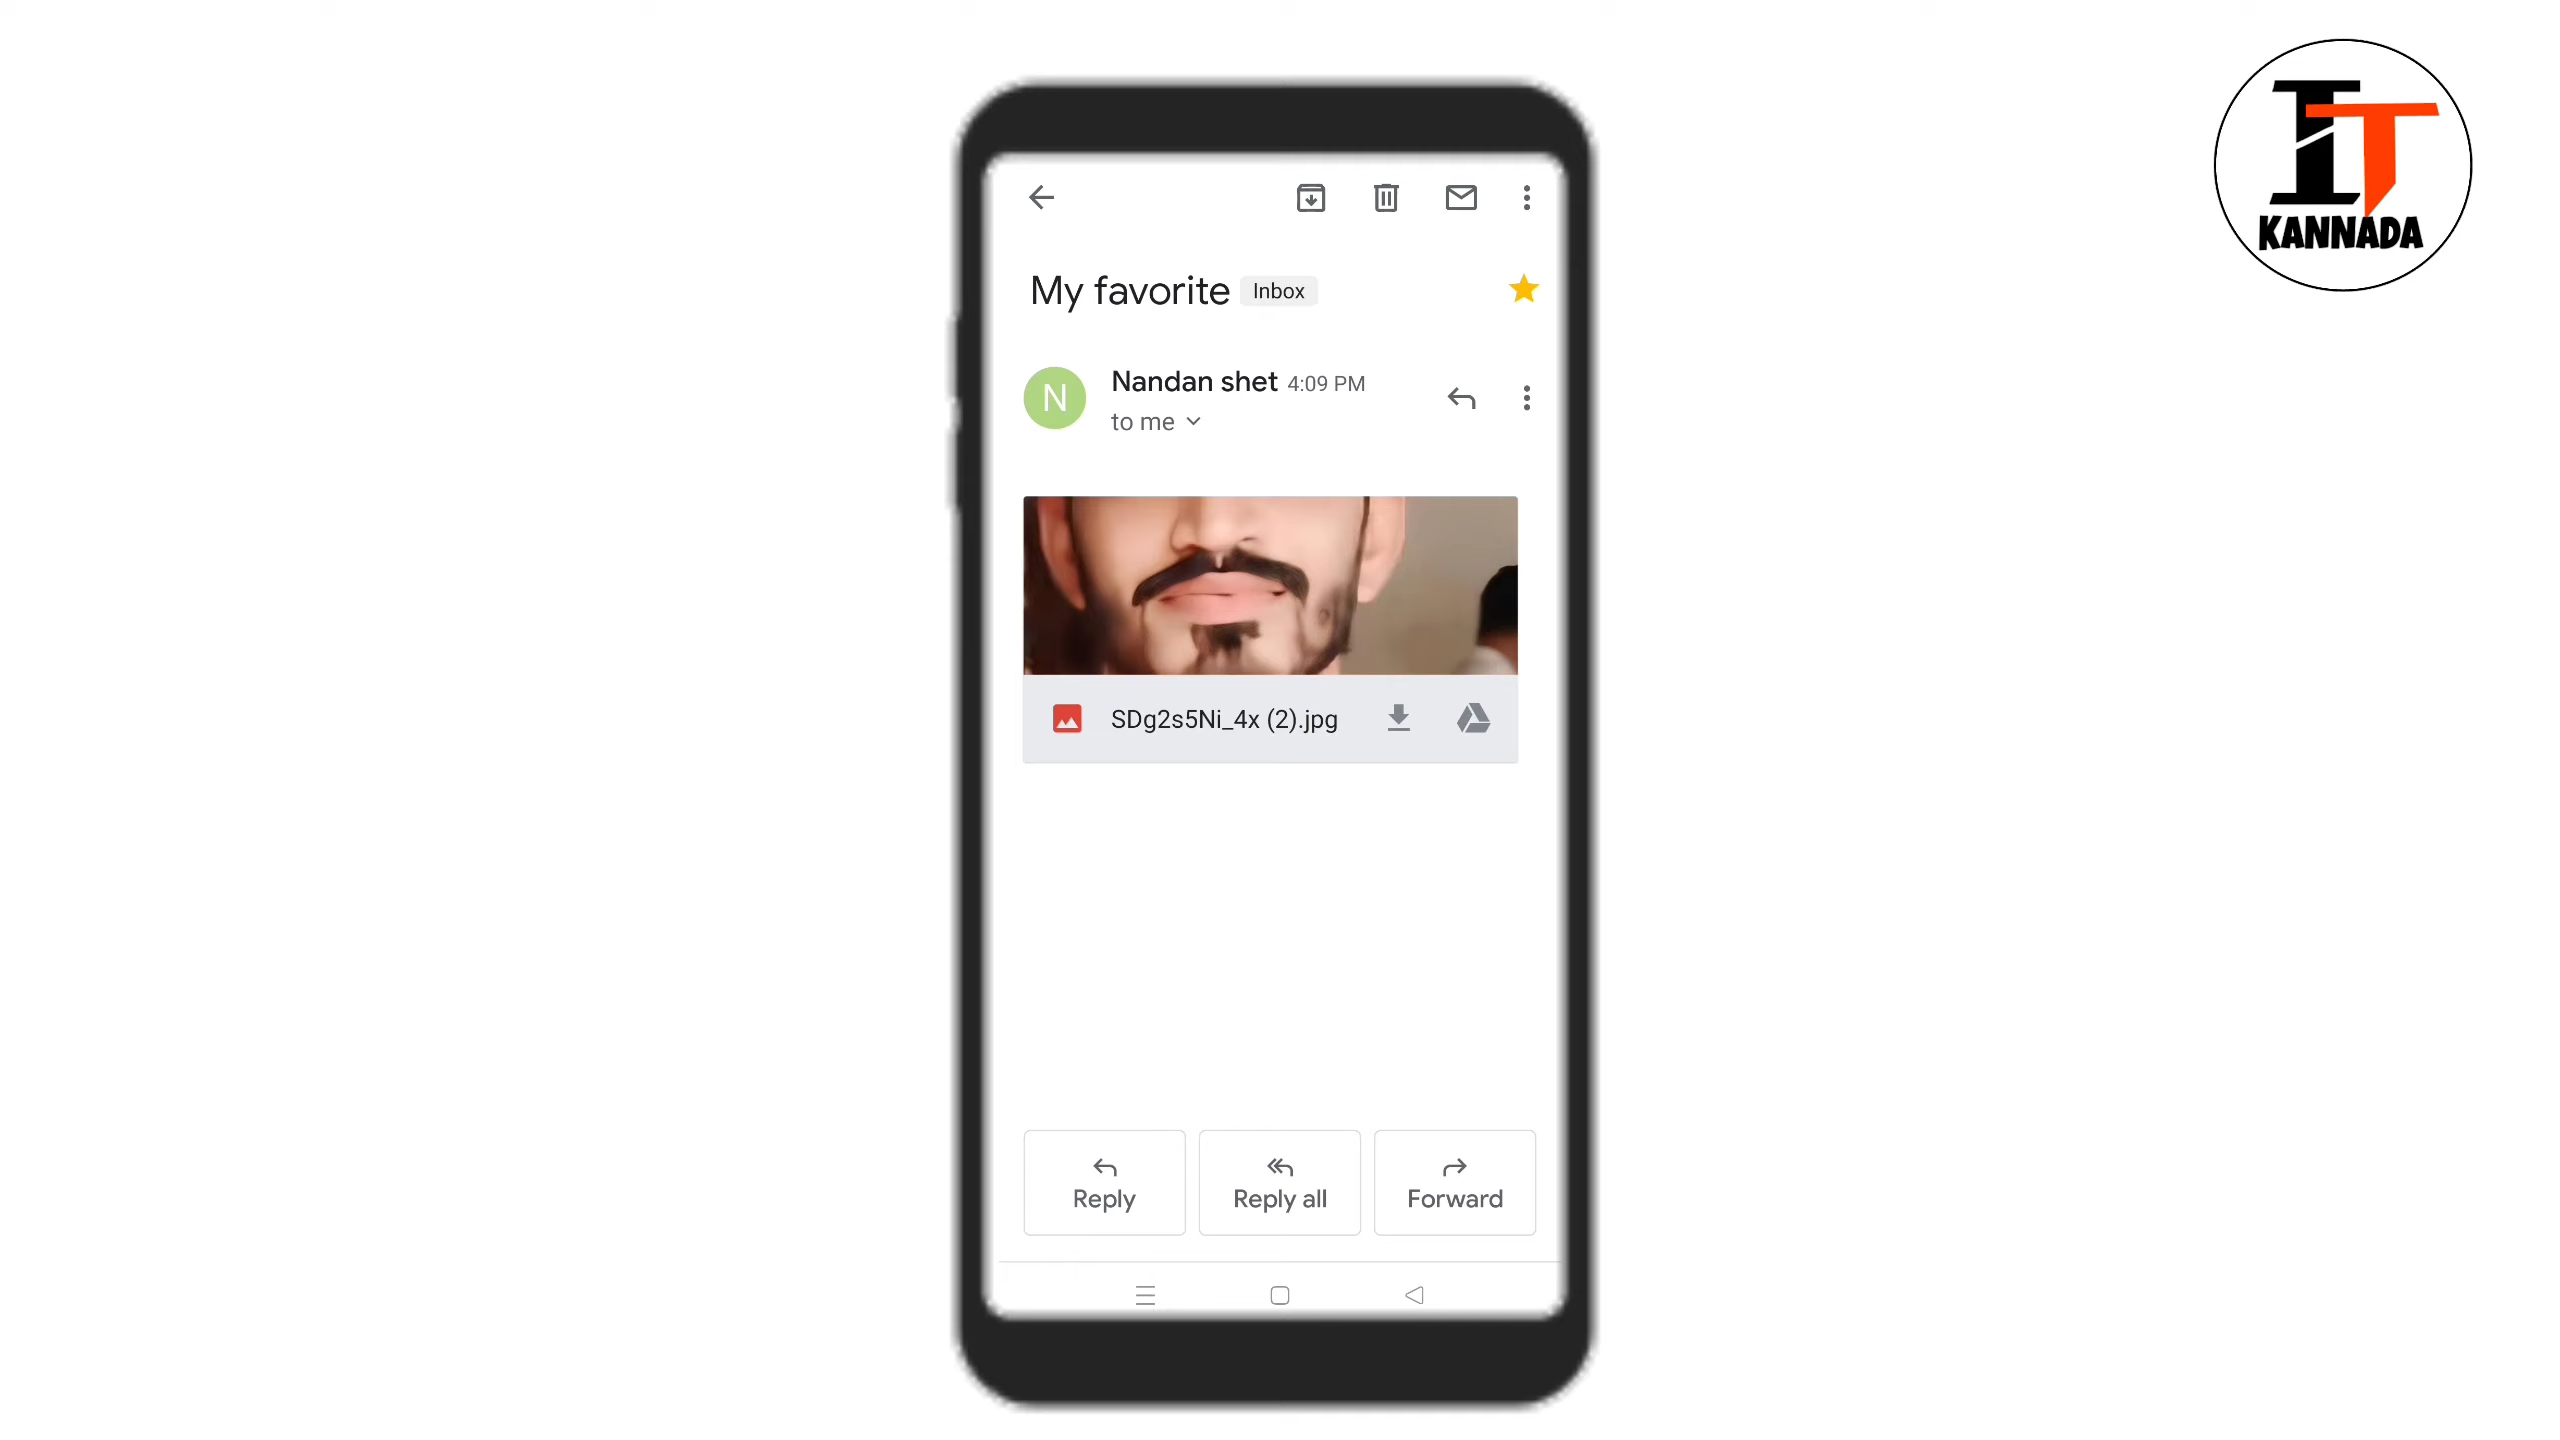 IT
KANNADA
My favorite Inbox
N
Nandan shet 4:09 PM
to me
SDg2s5Ni_4x (2).jpg
Reply Reply all Forward